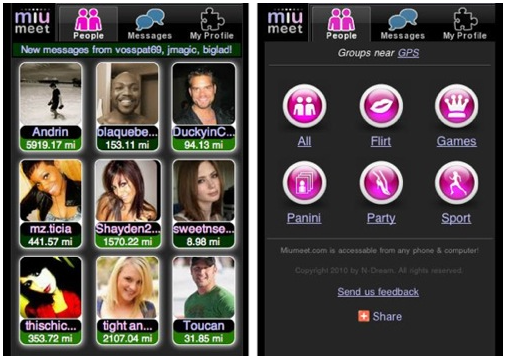 miu
meet
People
Messages
My Profile
New messages from vosspat69, jmagic, biglad!
Andrin
5919.17 mi
blaquebe...
153.11 mi
DuckyinC...
94.13 mi
mz.ticia
441.57 mi
Shayden2...
1570.22 mi
sweetnse...
8.98 mi
thischic...
353.72 mi
tight an...
2107.04 mi
Toucan
31.85 mi
miu
meet
People
Messages
My Profile
Groups near GPS
All
Flirt
Games
Panini
Party
Sport
Miumeet.com is accessable from any phone & computer!
Copyright 2010 by N-Dream. All rights reserved.
Send us feedback
Share